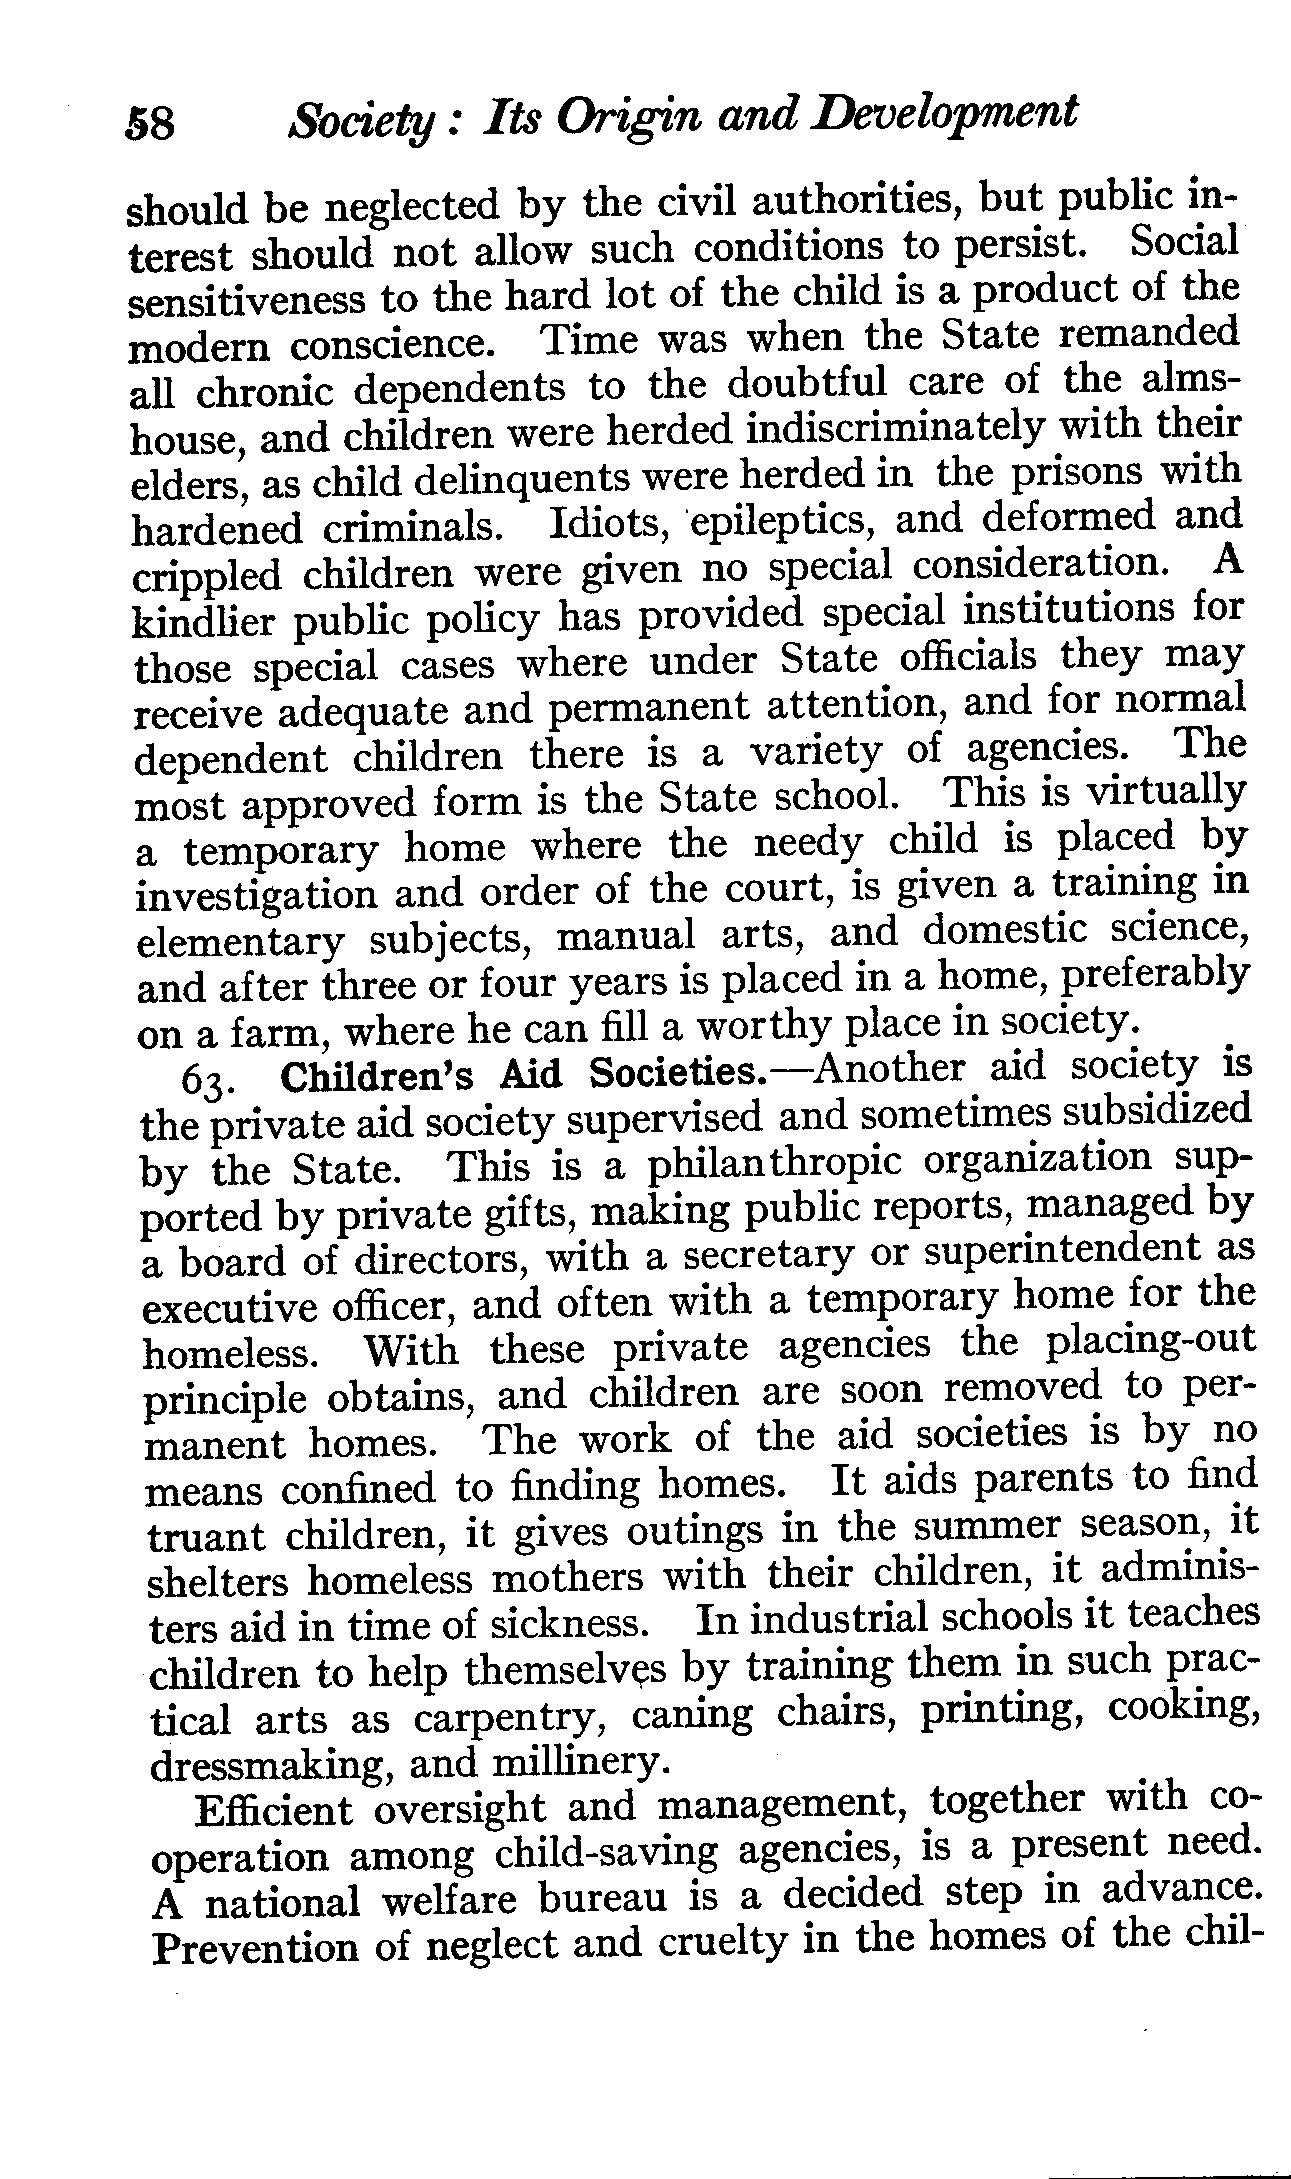 58 Society: Its Origin and Development
should be neglected by the civil authorities, but public in-
terest should not allow such conditions to persist. Social
sensitiveness to the hard lot of the child is a product of the
modern conscience. Time was when the State remanded
all chronic dependents to the doubtful care of the alms-
house, and children were herded indiscriminately with their
elders, as child delinquents were herded in the prisons with
hardened criminals. Idiots, epileptics, and deformed and
crippled children were given no special consideration. A
kindlier public policy has provided special institutions for
those special cases where under State officials they may
receive adequate and permanent attention, and for normal
dependent children there is a variety of agencies. The
most approved form is the State school. This is virtually
a temporary home where the needy child is placed by
investigation and order of the court, is given a training in
elementary subjects, manual arts, and domestic science,
and after three or four years is placed in a home, preferably
on a farm, where he can fill a worthy place in society.
63. Children's Aid Societies.—Another aid society is
the private aid society supervised and sometimes subsidized
by the State. This is a philanthropic organization sup-
ported by private gifts, making public reports, managed by
a board of directors, with a secretary or superintendent as
executive officer, and often with a temporary home for the
homeless. With these private agencies the placing-out
principle obtains, and children are soon removed to per-
manent homes. The work of the aid societies is by no
means confined to finding homes. It aids parents to find
truant children, it gives outings in the summer season, it
shelters homeless mothers with their children, it adminis-
ters aid in time of sickness. In industrial schools it teaches
children to help themselves by training them in such prac-
tical arts as carpentry, caning chairs, printing, cooking,
dressmaking, and millinery.
Efficient oversight and management, together with co-
operation among child-saving agencies, is a present need.
A national welfare bureau is a decided step in advance.
Prevention of neglect and cruelty in the homes of the chil-